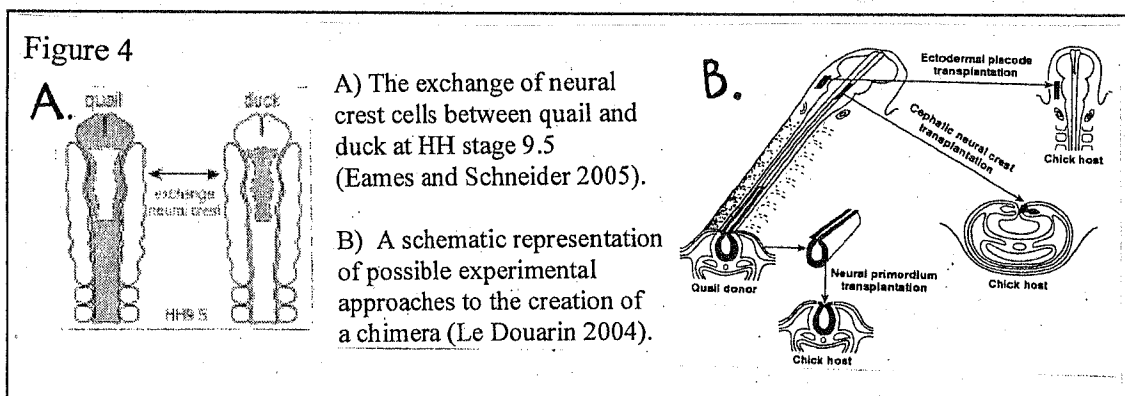 Figure 4
A.
quail
duck
exchange
neural crest
HH9.5
A) The exchange of neural
crest cells between quail and
duck at HH stage 9.5
(Eames and Schneider 2005).
B) A schematic representation
of possible experimental
approaches to the creation of
a chimera (Le Douarin 2004).
B.
Ectodermal placode
transplantation
Chick host
Cephalic neural crest
transplantation
Chick host
Quail donor
Neural primordium
transplantation
Chick host